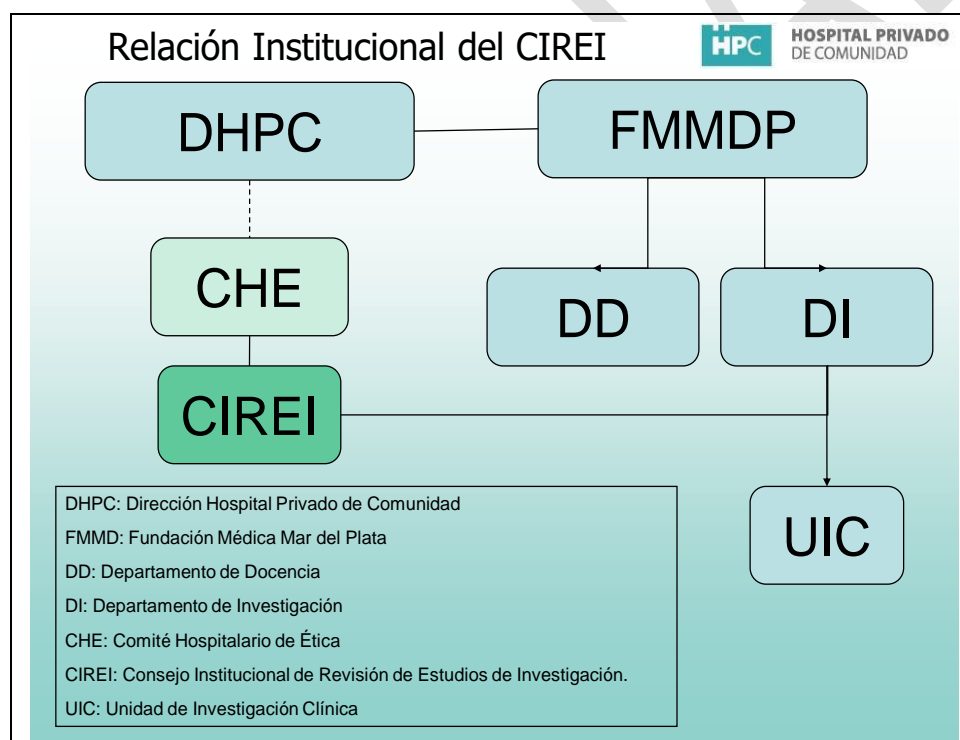 Relación Institucional del CIREI
HPC
HOSPITAL PRIVADO
DE COMUNIDAD
DHPC
FMMDP
CHE
DD
DI
CIREI
UIC
DHPC: Dirección Hospital Privado de Comunidad
FMMD: Fundación Médica Mar del Plata
DD: Departamento de Docencia
DI: Departamento de Investigación
CHE: Comité Hospitalario de Ética
CIREI: Consejo Institucional de Revisión de Estudios de Investigación.
UIC: Unidad de Investigación Clínica